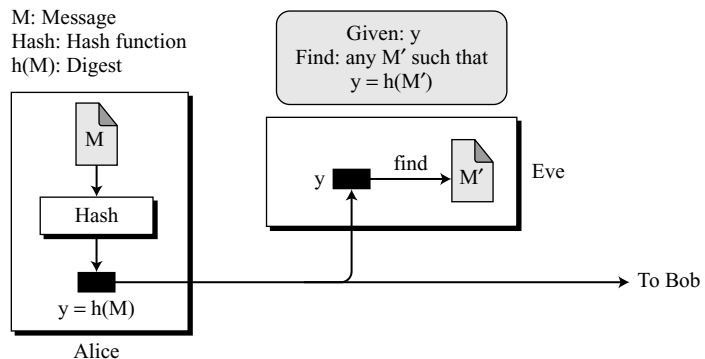 M: Message
Hash: Hash function
h(M): Digest
Given: y
Find: any M′ such that
y = h(M′)
M
Hash
y = h(M)
Alice
y
find
M′
Eve
To Bob